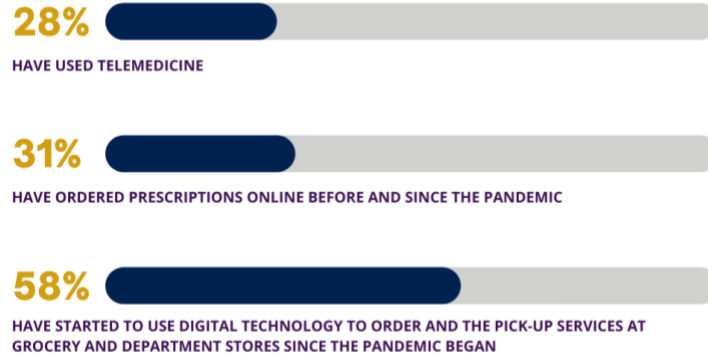 28%
HAVE USED TELEMEDICINE
31%
HAVE ORDERED PRESCRIPTIONS ONLINE BEFORE AND SINCE THE PANDEMIC
58%
HAVE STARTED TO USE DIGITAL TECHNOLOGY TO ORDER AND THE PICK-UP SERVICES AT
GROCERY AND DEPARTMENT STORES SINCE THE PANDEMIC BEGAN